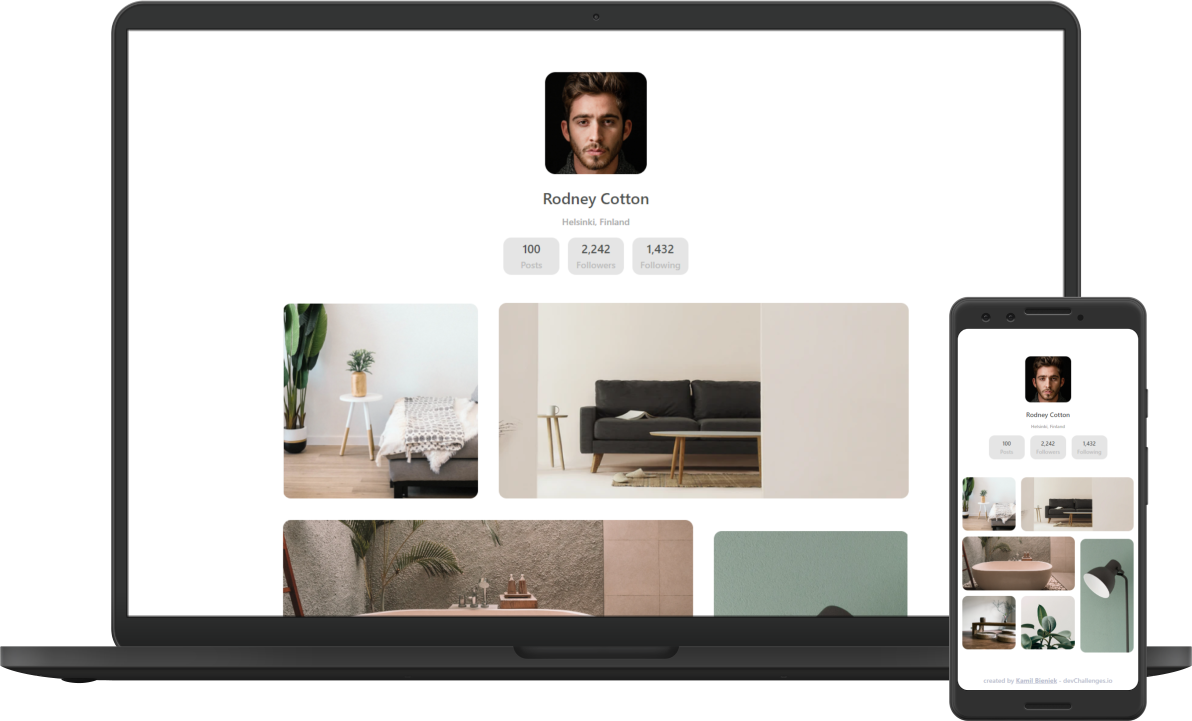 Rodney Cotton
Helsinki, Finland
100
Posts
2,242
Followers
1,432
Following
Rodney Cotton
Helsinki, Finland
100
Posts
2,242
Followers
1,432
Following
created by Kamil Bieniek - devChallenges.io